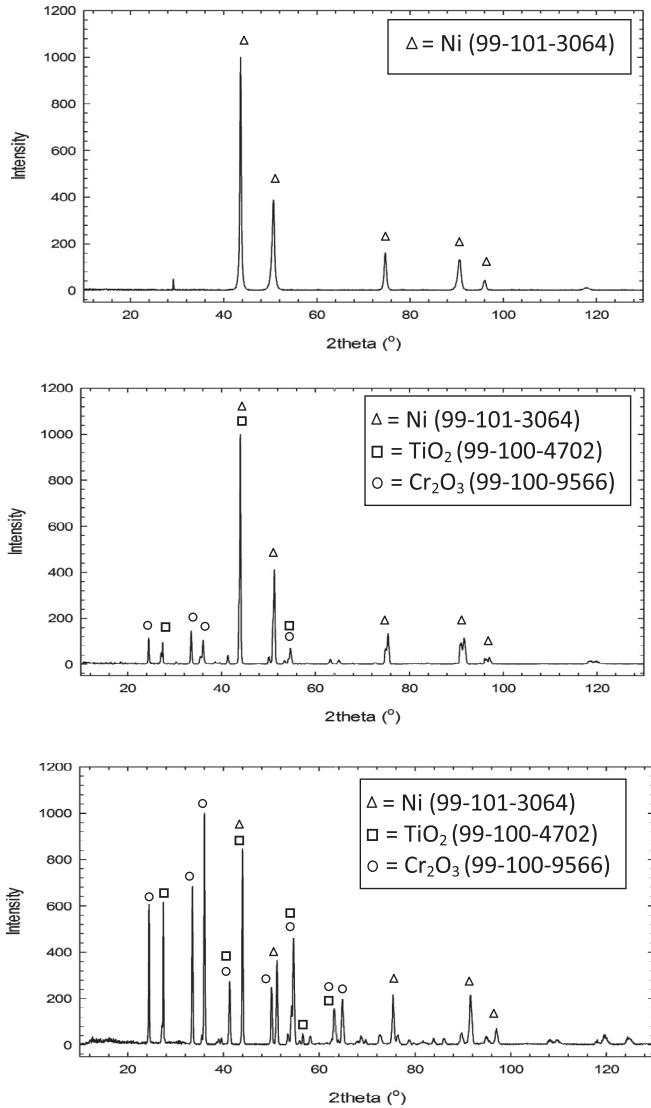 1200
1000
800
600
400
200
0
Intensity
20 40 60 80 100 120
2theta (°)
△ = Ni (99-101-3064)
1200
1000
800
600
400
200
0
Intensity
20 40 60 80 100 120
2theta (°)
△ = Ni (99-101-3064)
□ = TiO₂ (99-100-4702)
○ = Cr₂O₃ (99-100-9566)
1200
1000
800
600
400
200
0
Intensity
0 20 40 60 80 100 120
2theta (°)
△ = Ni (99-101-3064)
□ = TiO₂ (99-100-4702)
○ = Cr₂O₃ (99-100-9566)